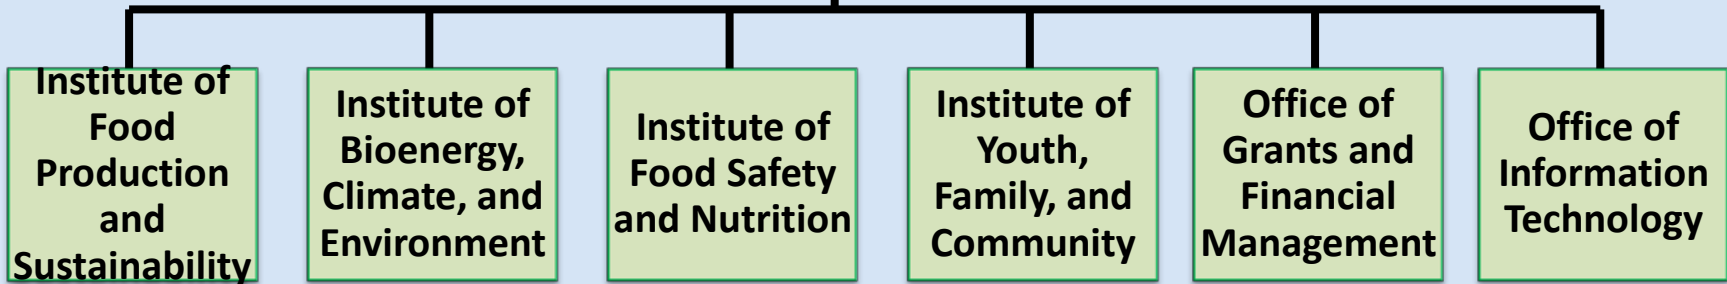 Institute of
Food
Production
and
Sustainability
Institute of
Bioenergy,
Climate, and
Environment
Institute of
Food Safety
and Nutrition
Institute of
Youth,
Family, and
Community
Office of
Grants and
Financial
Management
Office of
Information
Technology